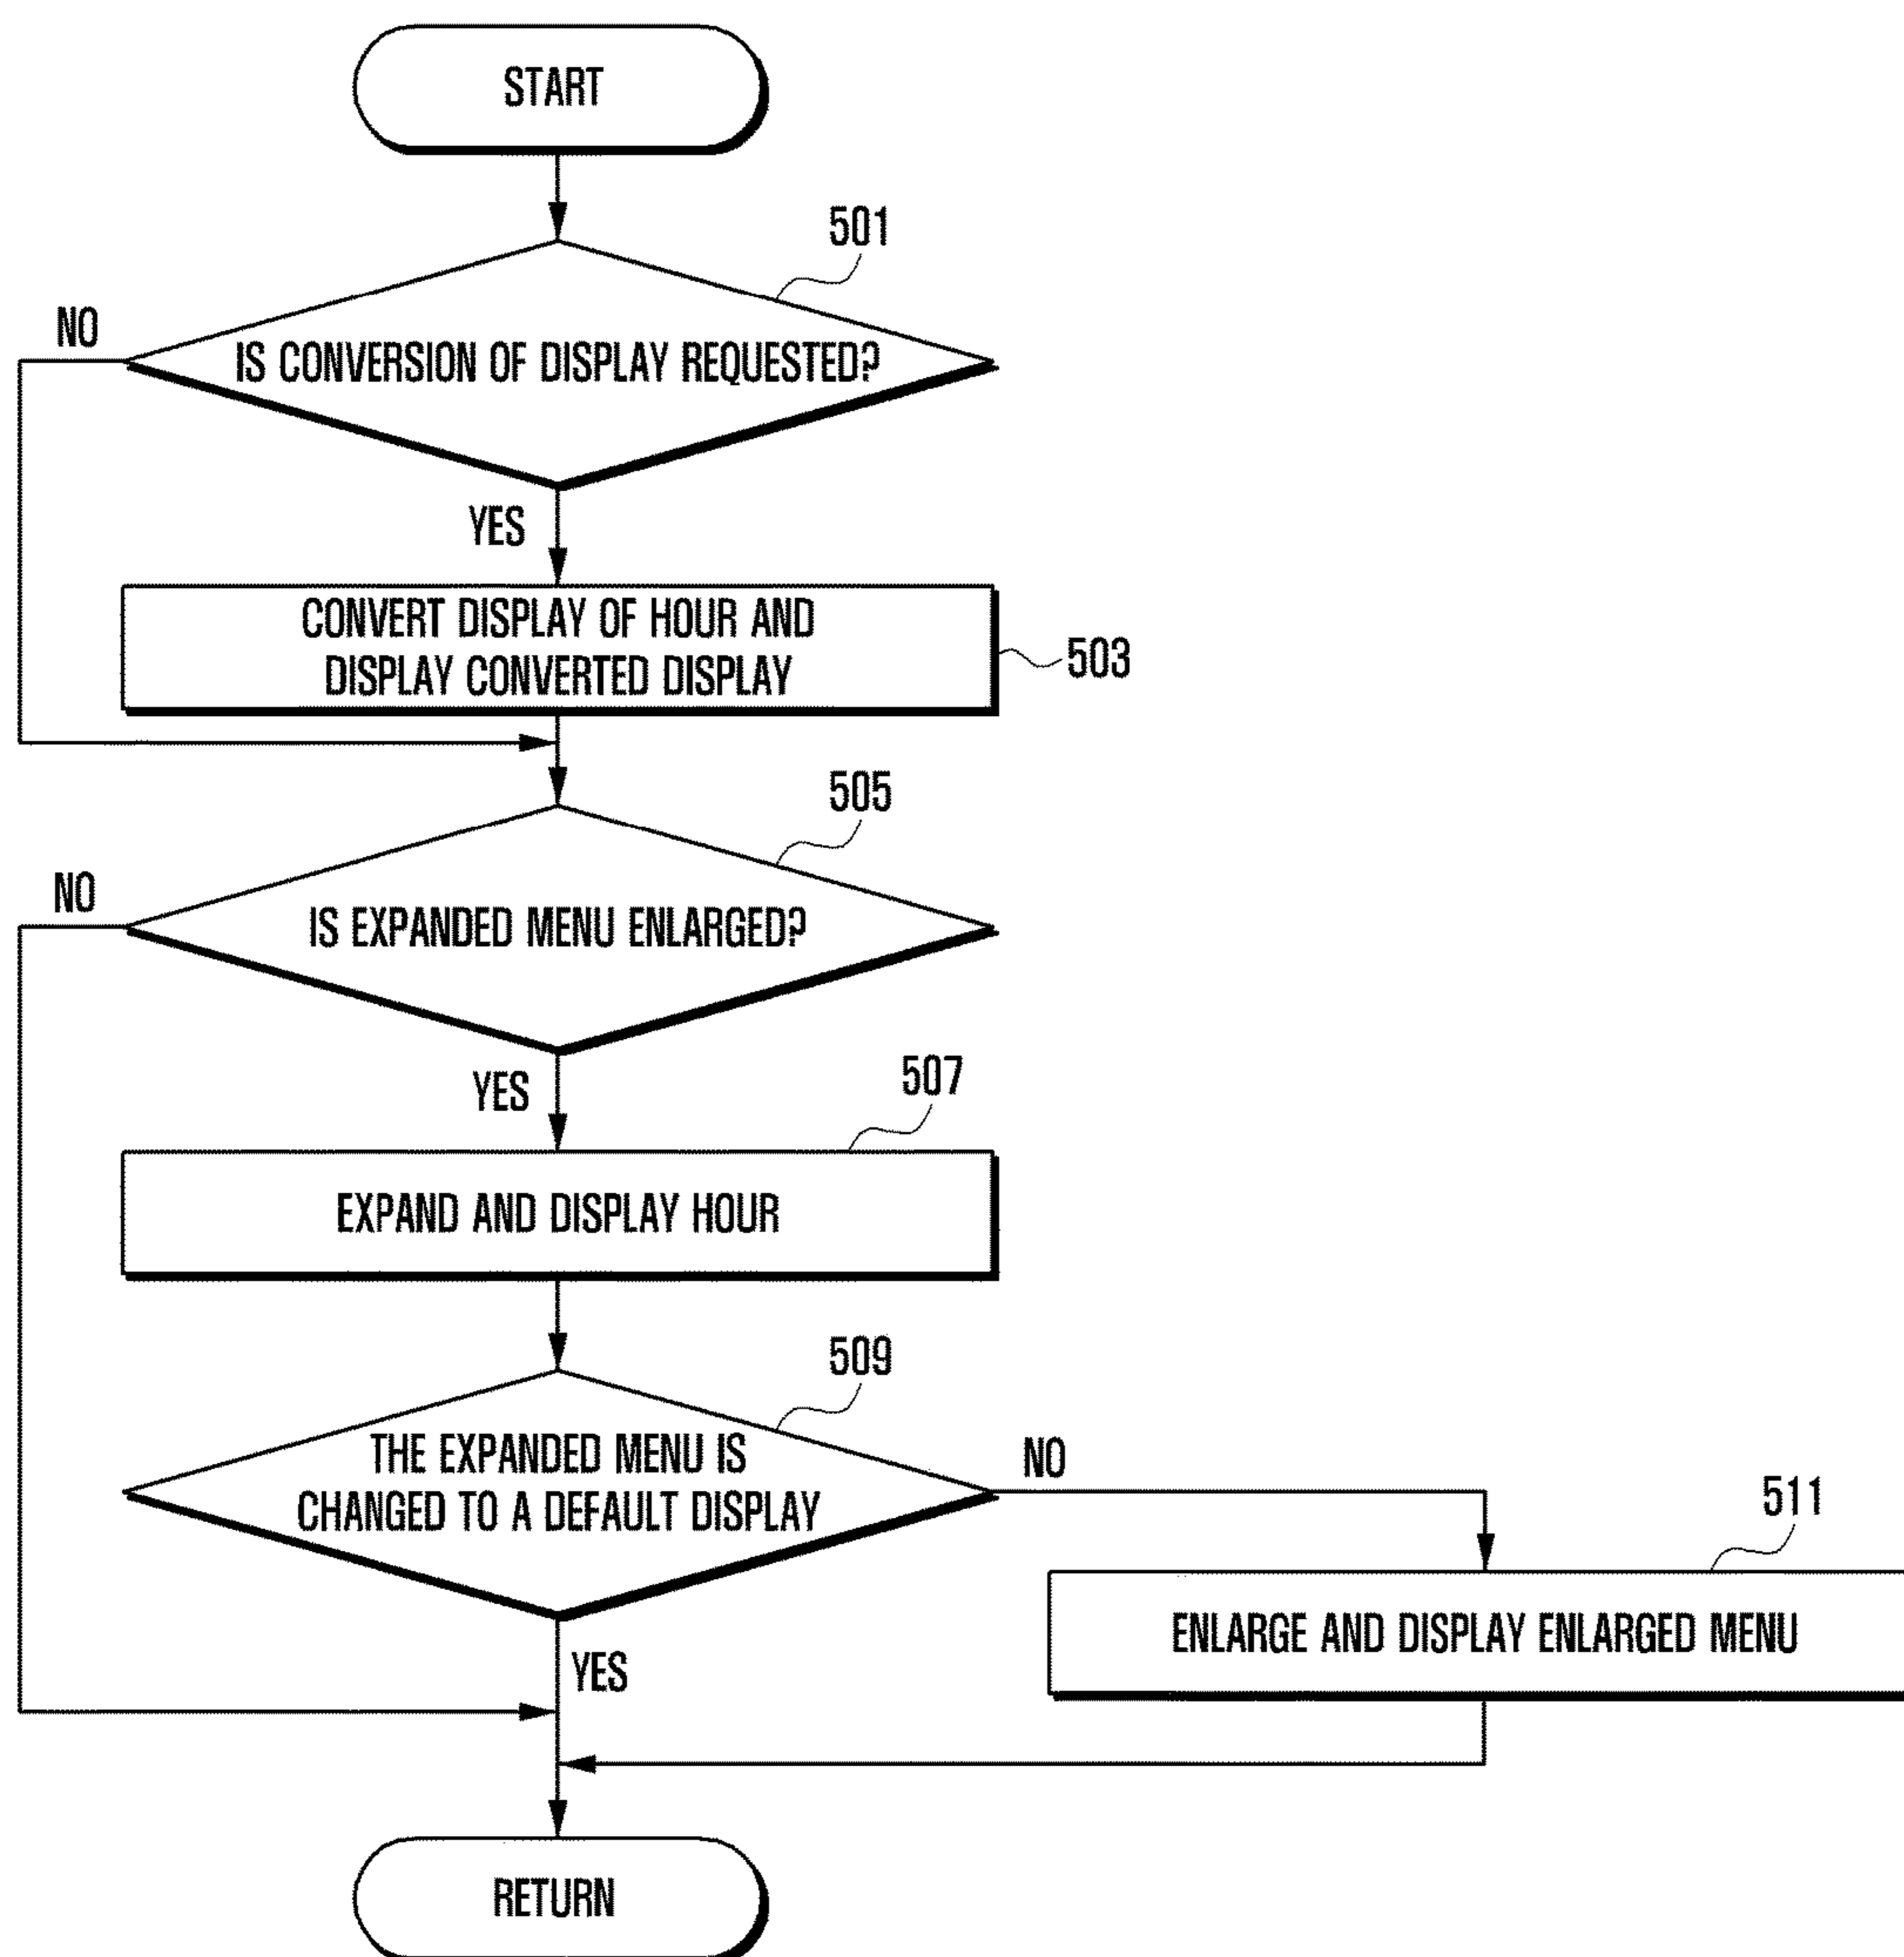 START
501
NO
IS CONVERSION OF DISPLAY REQUESTED?
YES
CONVERT DISPLAY OF HOUR AND
DISPLAY CONVERTED DISPLAY
503
505
NO
IS EXPANDED MENU ENLARGED?
YES
507
EXPAND AND DISPLAY HOUR
509
THE EXPANDED MENU IS
CHANGED TO A DEFAULT DISPLAY
NO
511
ENLARGE AND DISPLAY ENLARGED MENU
YES
RETURN